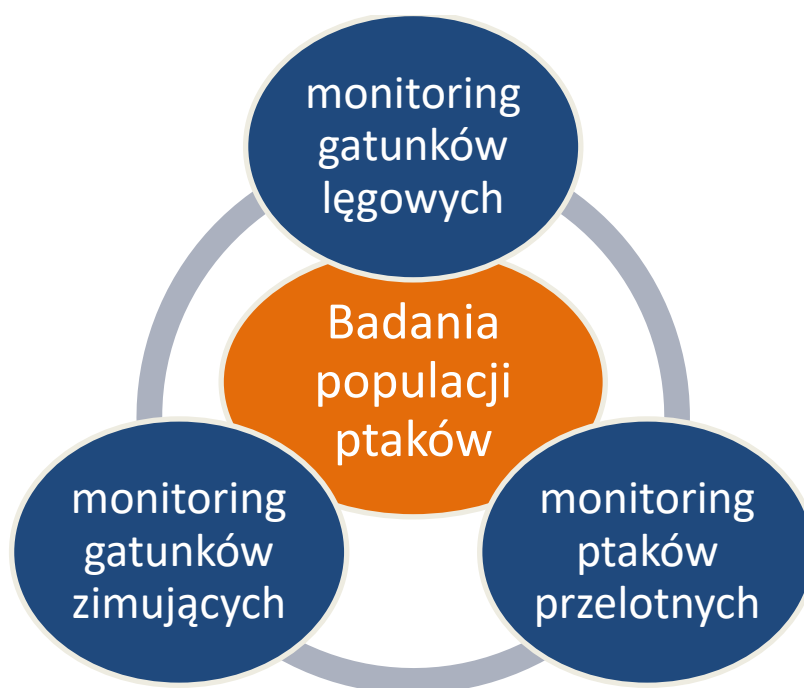 monitoring
gatunków
lęgowych
Badania
populacji
ptaków
monitoring
gatunków
zimujących
monitoring
ptaków
przelotnych